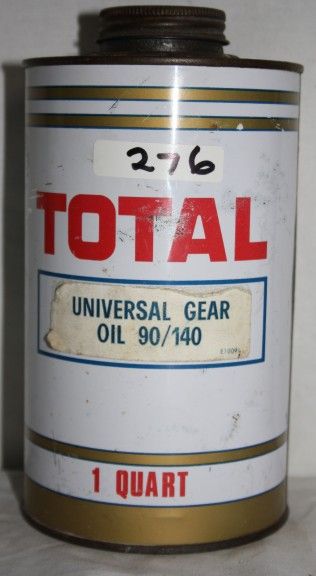 276
TOTAL
UNIVERSAL GEAR
OIL 90/140
1 QUART